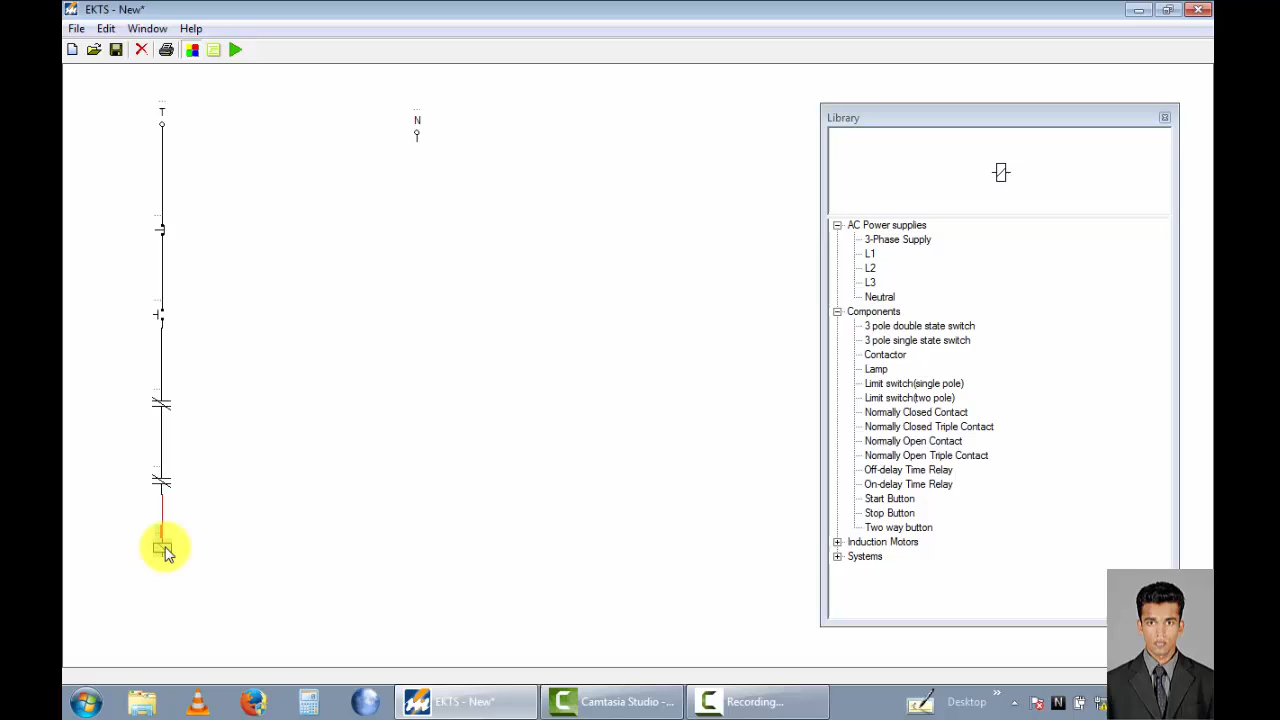 EKTS - New*
File Edit Window Help
T
N
Library
AC Power supplies
3-Phase Supply
L1
L2
L3
Neutral
Components
3 pole double state switch
3 pole single state switch
Contactor
Lamp
Limit switch(single pole)
Limit switch(two pole)
Normally Closed Contact
Normally Closed Triple Contact
Normally Open Contact
Normally Open Triple Contact
Off-delay Time Relay
On-delay Time Relay
Start Button
Stop Button
Two way button
Induction Motors
Systems
EKTS - New* Camtasia Studio -... Recording... Desktop » N